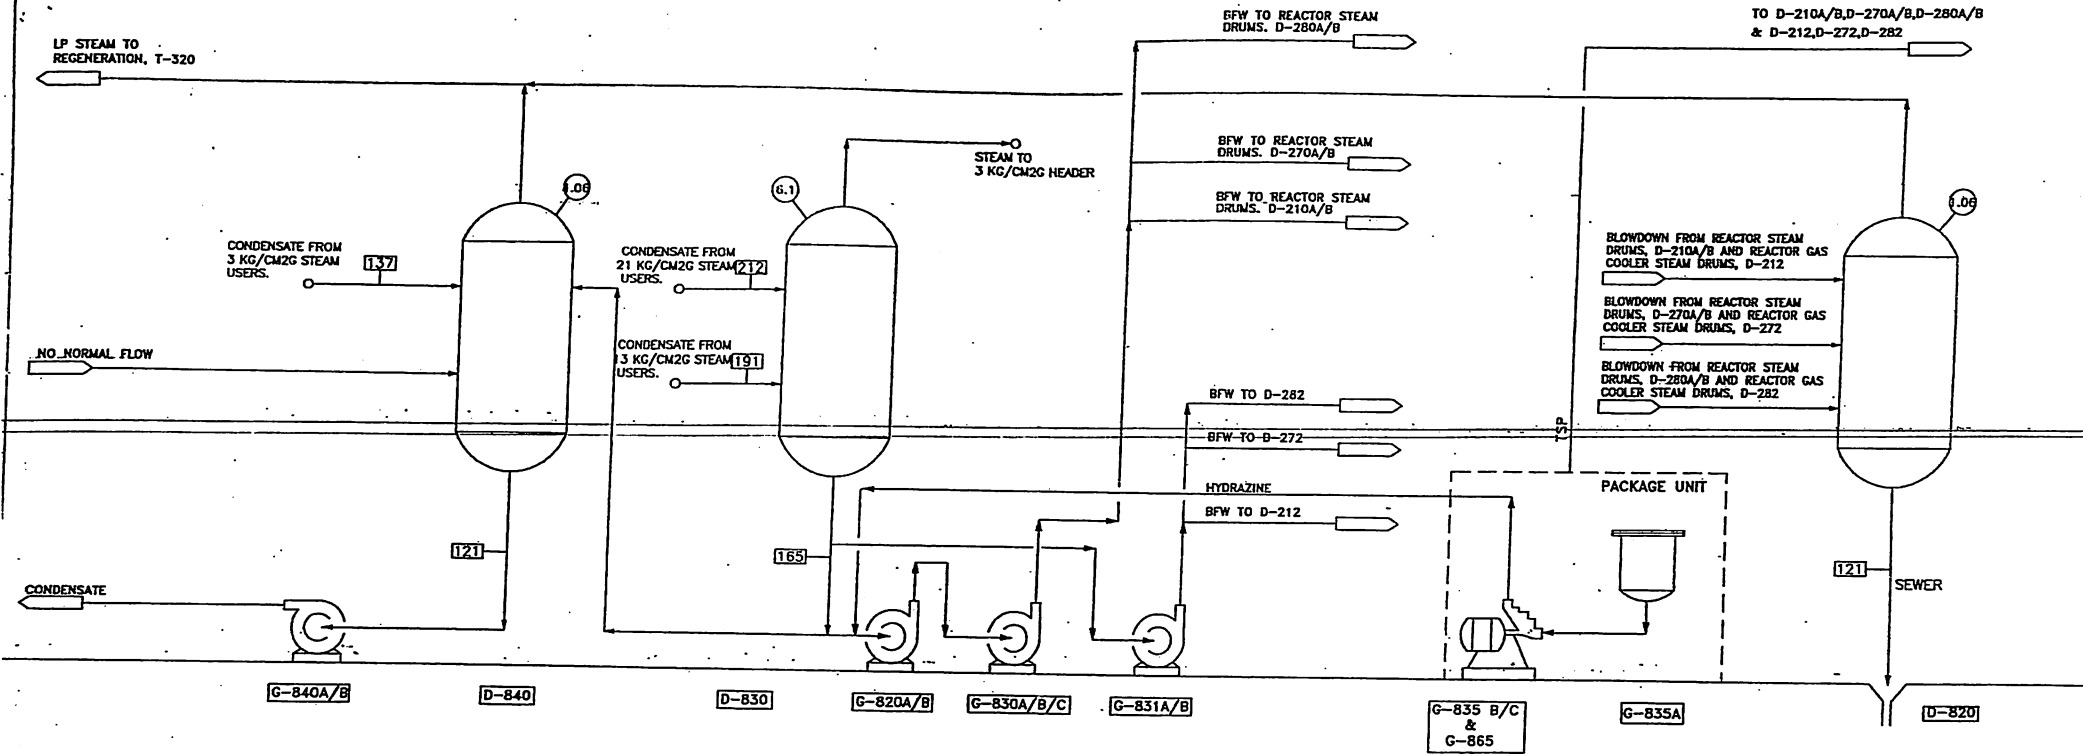 LP STEAM TO
REGENERATION, T-320
BFW TO REACTOR STEAM
DRUMS. D-280A/B
TO D-210A/B,D-270A/B,D-280A/B
& D-212,D-272,D-282
STEAM TO
3 KG/CM2G HEADER
BFW TO REACTOR STEAM
DRUMS. D-270A/B
BFW TO REACTOR STEAM
DRUMS. D-210A/B
1.06
6.1
1.06
CONDENSATE FROM
3 KG/CM2G STEAM
USERS.
137
CONDENSATE FROM
21 KG/CM2G STEAM
USERS.
212
BLOWDOWN FROM REACTOR STEAM
DRUMS, D-210A/B AND REACTOR GAS
COOLER STEAM DRUMS, D-212
BLOWDOWN FROM REACTOR STEAM
DRUMS, D-270A/B AND REACTOR GAS
COOLER STEAM DRUMS, D-272
BLOWDOWN FROM REACTOR STEAM
DRUMS, D-280A/B AND REACTOR GAS
COOLER STEAM DRUMS, D-282
NO NORMAL FLOW
CONDENSATE FROM
13 KG/CM2G STEAM
USERS.
191
BFW TO D-282
BFW TO D-272
TSP
HYDRAZINE
BFW TO D-212
PACKAGE UNIT
121
165
121
SEWER
CONDENSATE
G-840A/B
D-840
D-830
G-820A/B
G-830A/B/C
G-831A/B
G-835 B/C
&
G-865
G-835A
D-820